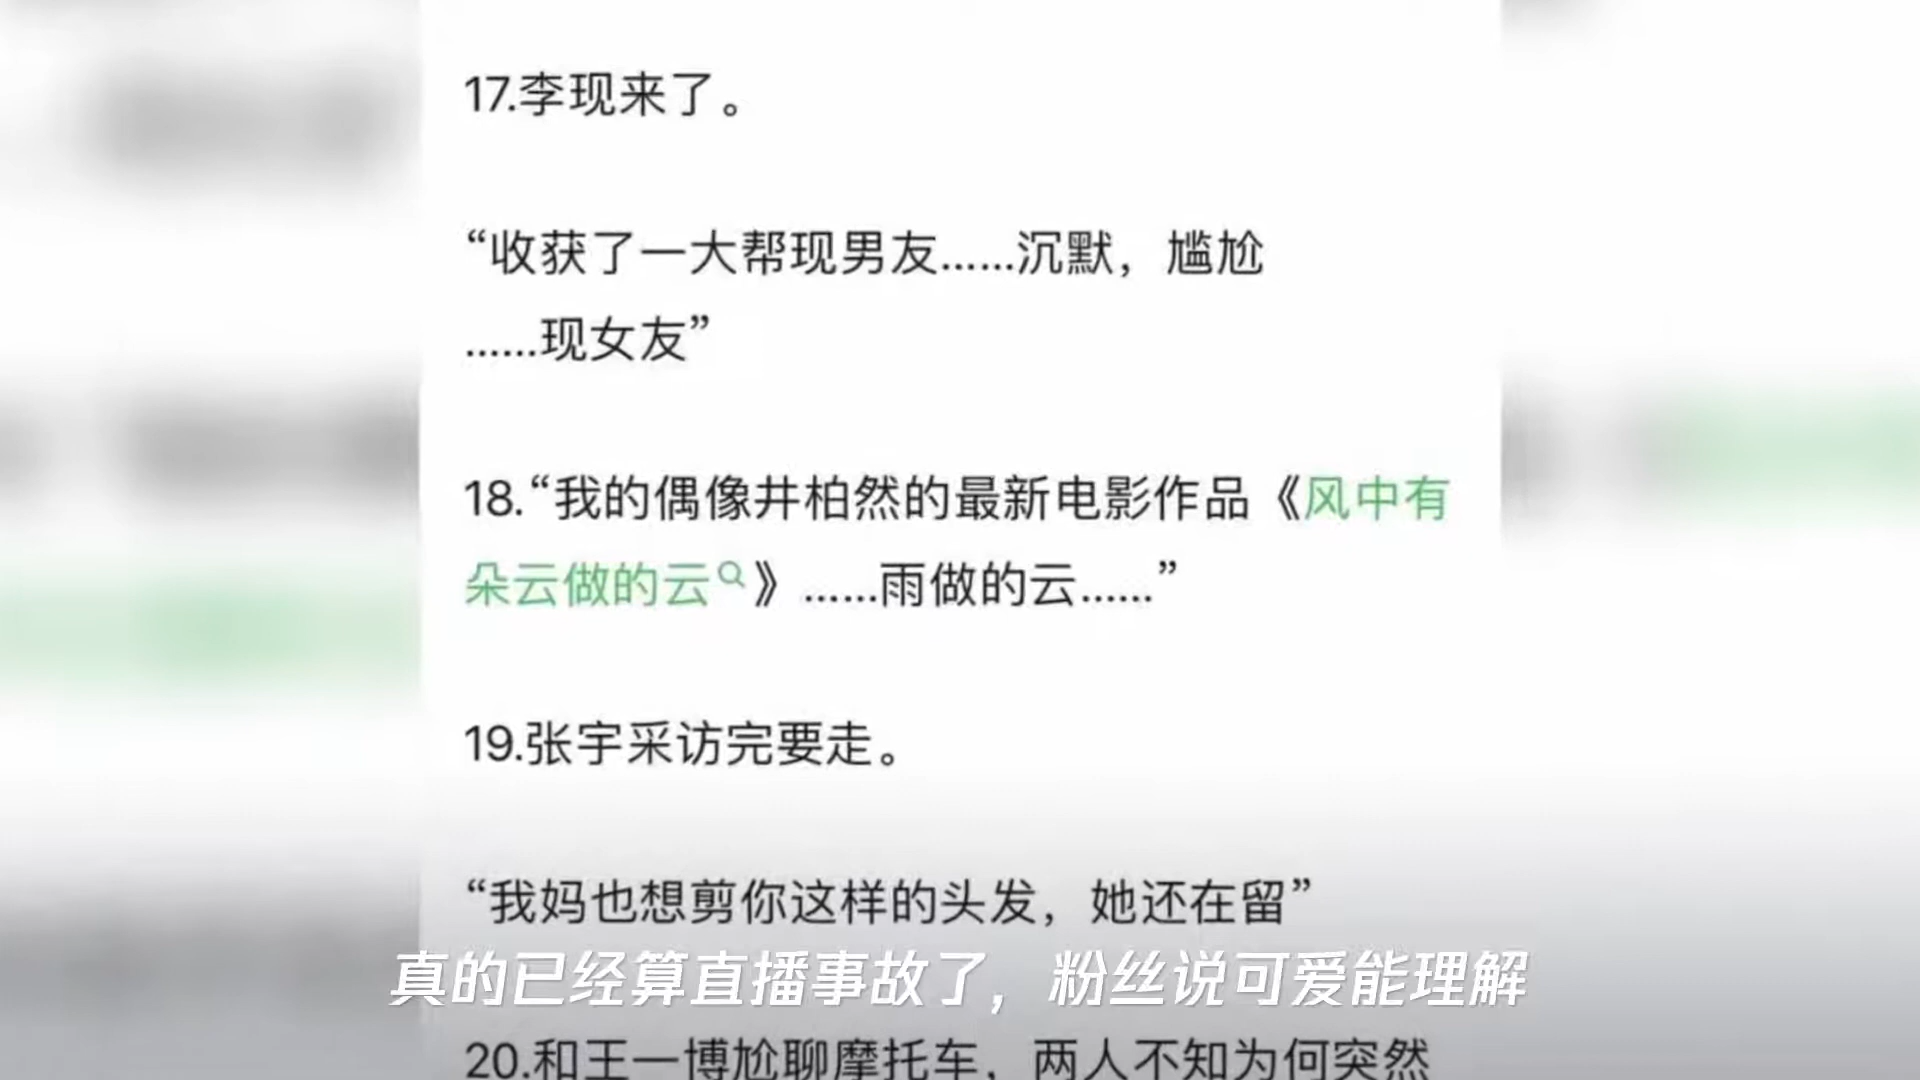 17.李现来了。
“收获了一大帮现男友……沉默，尴尬
……现女友”
18.“我的偶像井柏然的最新电影作品《风中有
朵云做的云》……雨做的云……”
19.张宇采访完要走。
“我妈也想剪你这样的头发，她还在留”
真的已经算直播事故了，粉丝说可爱能理解
20.和王一博尬聊摩托车，两人不知为何突然